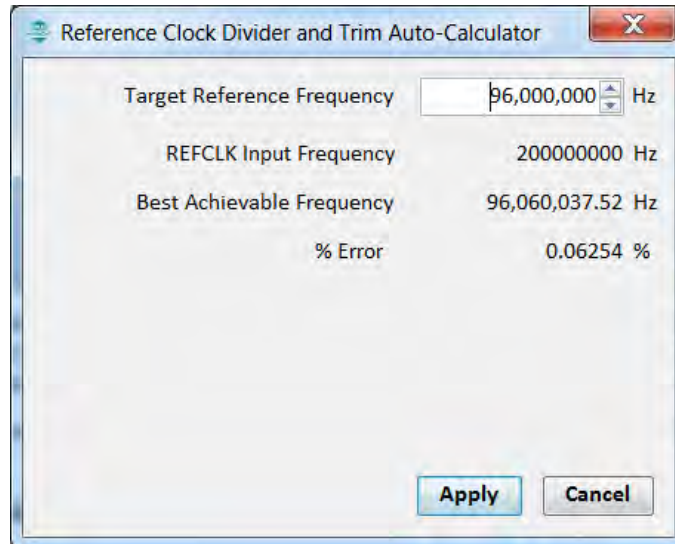 Reference Clock Divider and Trim Auto-Calculator
Target Reference Frequency 96,000,000 Hz
REFCLK Input Frequency 200000000 Hz
Best Achievable Frequency 96,060,037.52 Hz
% Error 0.06254 %
Apply Cancel